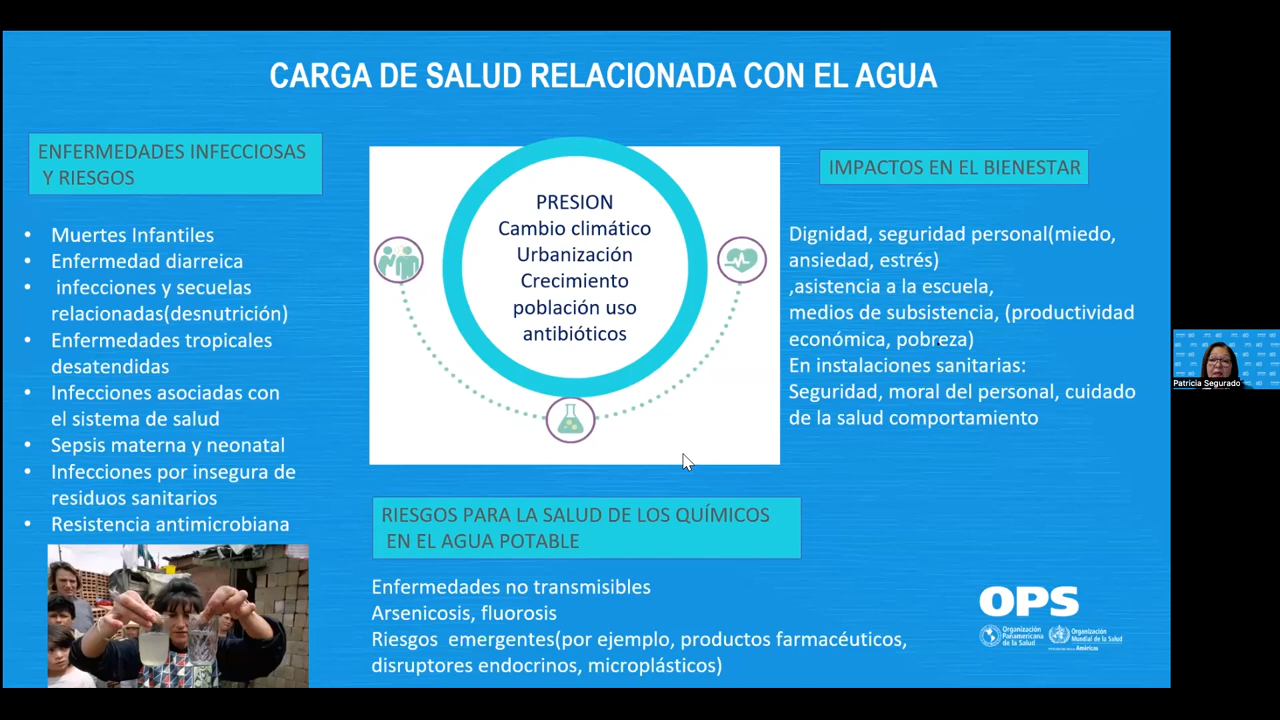 CARGA DE SALUD RELACIONADA CON EL AGUA
ENFERMEDADES INFECCIOSAS
Y RIESGOS
• Muertes Infantiles
• Enfermedad diarreica
• infecciones y secuelas
relacionadas(desnutrición)
• Enfermedades tropicales
desatendidas
• Infecciones asociadas con
el sistema de salud
• Sepsis materna y neonatal
• Infecciones por insegura de
residuos sanitarios
• Resistencia antimicrobiana
PRESION
Cambio climático
Urbanización
Crecimiento
población uso
antibióticos
IMPACTOS EN EL BIENESTAR
Dignidad, seguridad personal(miedo,
ansiedad, estrés)
,asistencia a la escuela,
medios de subsistencia, (productividad
económica, pobreza)
En instalaciones sanitarias:
Seguridad, moral del personal, cuidado
de la salud comportamiento
RIESGOS PARA LA SALUD DE LOS QUÍMICOS
EN EL AGUA POTABLE
Enfermedades no transmisibles
Arsenicosis, fluorosis
Riesgos emergentes(por ejemplo, productos farmacéuticos,
disruptores endocrinos, microplásticos)
OPS
Organización
Panamericana
de la Salud
Organización
Mundial de la Salud
Américas
Patricia Segurado